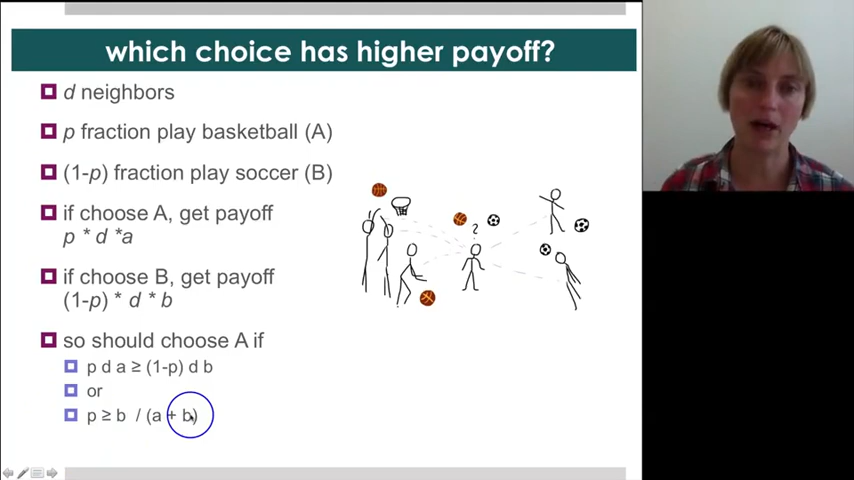 which choice has higher payoff?
d neighbors
p fraction play basketball (A)
(1-p) fraction play soccer (B)
if choose A, get payoff
p * d *a
if choose B, get payoff
(1-p) * d * b
so should choose A if
p d a ≥ (1-p) d b
or
p ≥ b / (a + b)
?